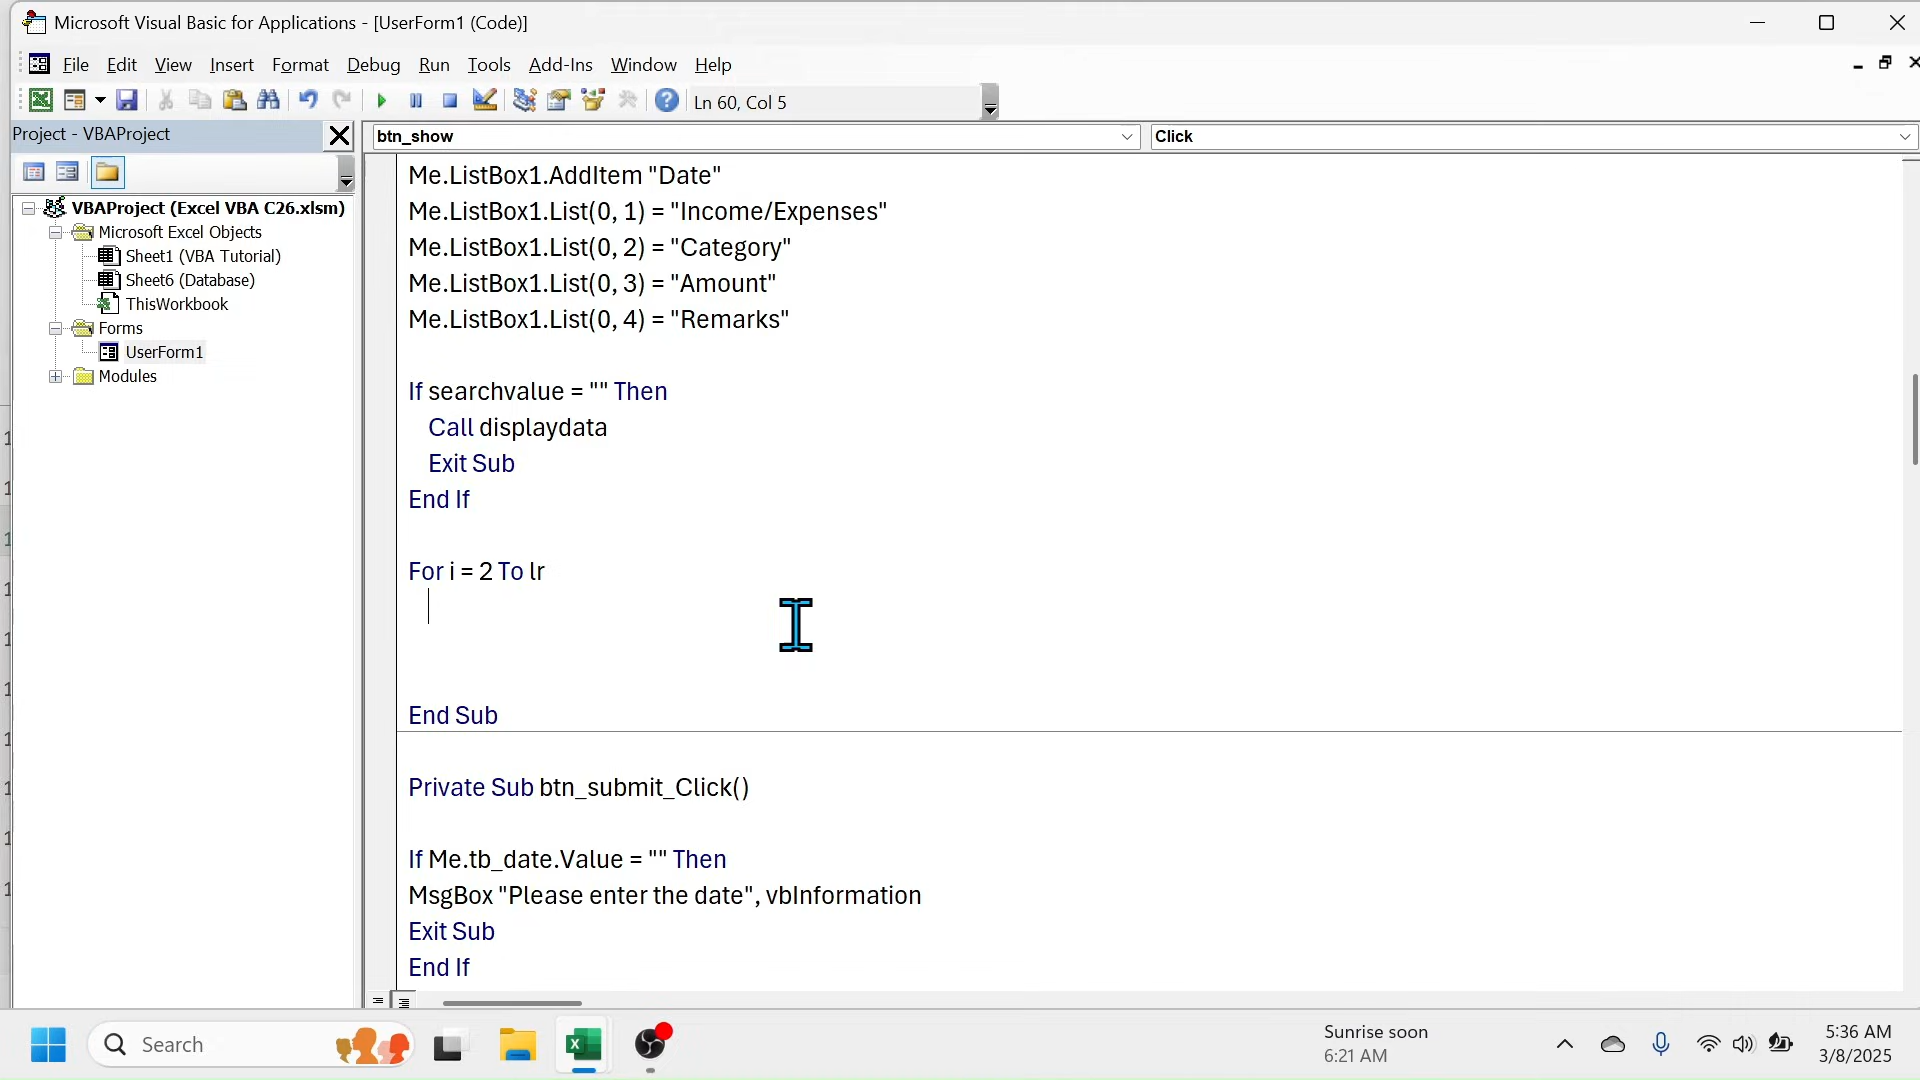 Microsoft Visual Basic for Applications - [UserForm1 (Code)]
File Edit View Insert Format Debug Run Tools Add-Ins Window Help
Ln 60, Col 5
Project - VBAProject
btn_show
Click
VBAProject (Excel VBA C26.xlsm)
Microsoft Excel Objects
Sheet1 (VBA Tutorial)
Sheet6 (Database)
ThisWorkbook
Forms
UserForm1
Modules
Me.ListBox1.AddItem "Date"
Me.ListBox1.List(0, 1) = "Income/Expenses"
Me.ListBox1.List(0, 2) = "Category"
Me.ListBox1.List(0, 3) = "Amount"
Me.ListBox1.List(0, 4) = "Remarks"
If searchvalue = "" Then
Call displaydata
Exit Sub
End If
For i = 2 To lr
End Sub
Private Sub btn_submit_Click()
If Me.tb_date.Value = "" Then
MsgBox "Please enter the date", vbInformation
Exit Sub
End If
Search
Sunrise soon
6:21 AM
5:36 AM
3/8/2025